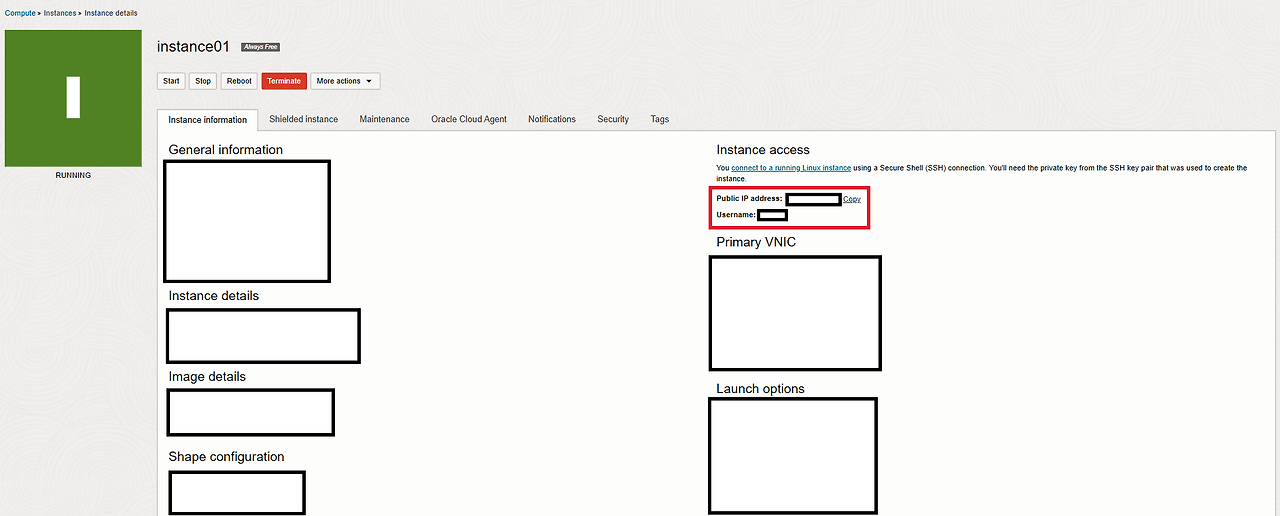 Compute » Instances » Instance details
instance01 Always Free
Start Stop Reboot Terminate More actions
RUNNING
Instance information Shielded instance Maintenance Oracle Cloud Agent Notifications Security Tags
General information
Instance details
Image details
Shape configuration
Instance access
You connect to a running Linux instance using a Secure Shell (SSH) connection. You'll need the private key from the SSH key pair that was used to create the
instance.
Public IP address: Copy
Username:
Primary VNIC
Launch options